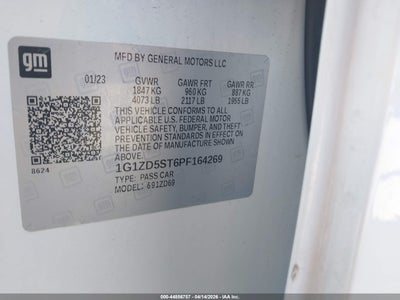 gm
MFD BY GENERAL MOTORS LLC
01/23 GVWR GAWR FRT GAWR RR
1847 KG 960 KG 887 KG
4073 LB 2117 LB 1955 LB
THIS VEHICLE CONFORMS TO ALL
APPLICABLE U.S. FEDERAL MOTOR
VEHICLE SAFETY, BUMPER, AND THEFT
PREVENTION STANDARDS IN EFFECT ON
THE DATE OF MANUFACTURE SHOWN
ABOVE.
8624
1G1ZD5ST6PF164269
TYPE: PASS CAR
MODEL: 691ZD69
000-44856757 - 04/14/2026 - IAAI.COM